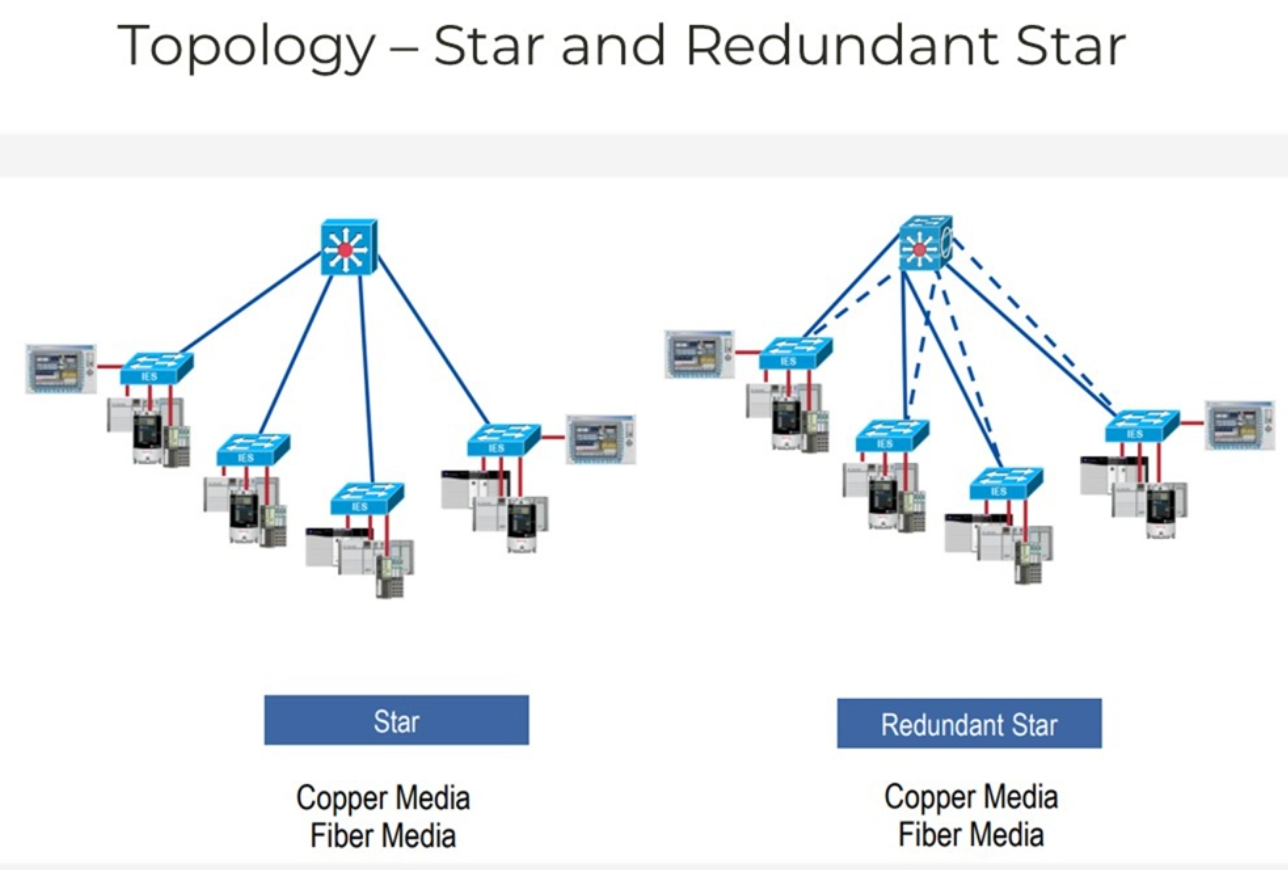 Topology – Star and Redundant Star
IES
IES
IES
IES
IES
IES
IES
IES
Star
Redundant Star
Copper Media
Fiber Media
Copper Media
Fiber Media